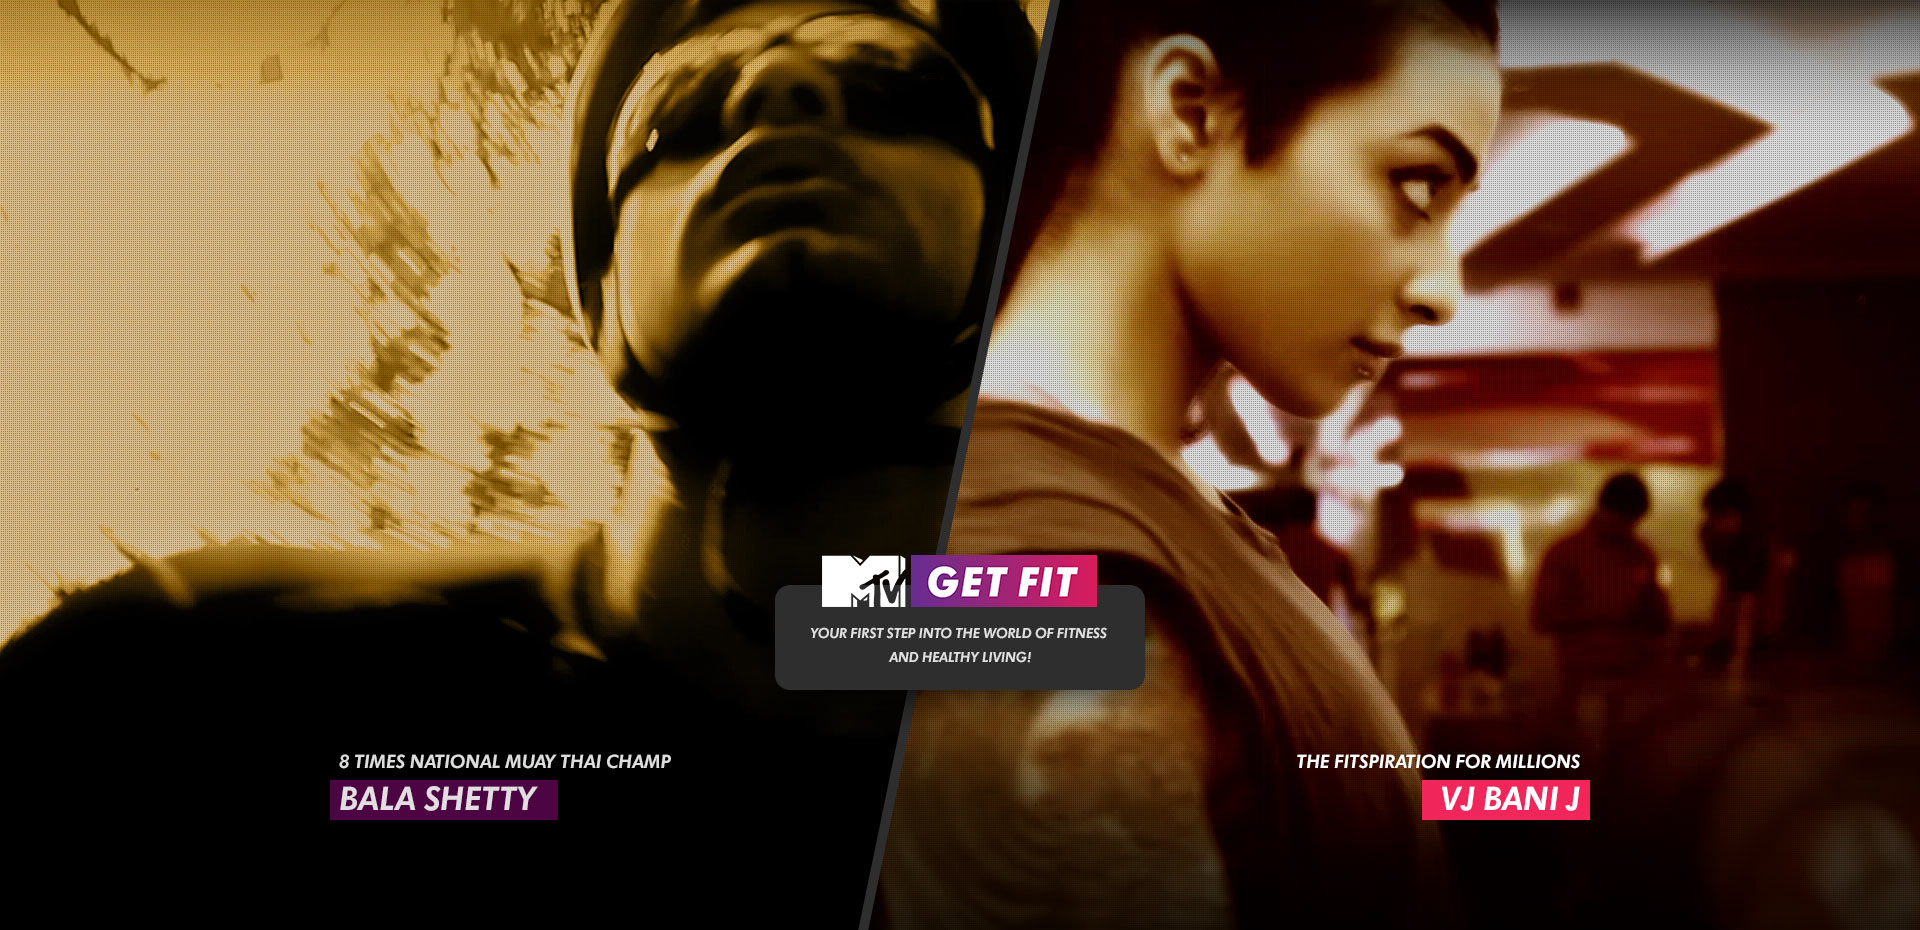 MTV GET FIT
YOUR FIRST STEP INTO THE WORLD OF FITNESS
AND HEALTHY LIVING!
8 TIMES NATIONAL MUAY THAI CHAMP
BALA SHETTY
THE FITSPIRATION FOR MILLIONS
VJ BANI J